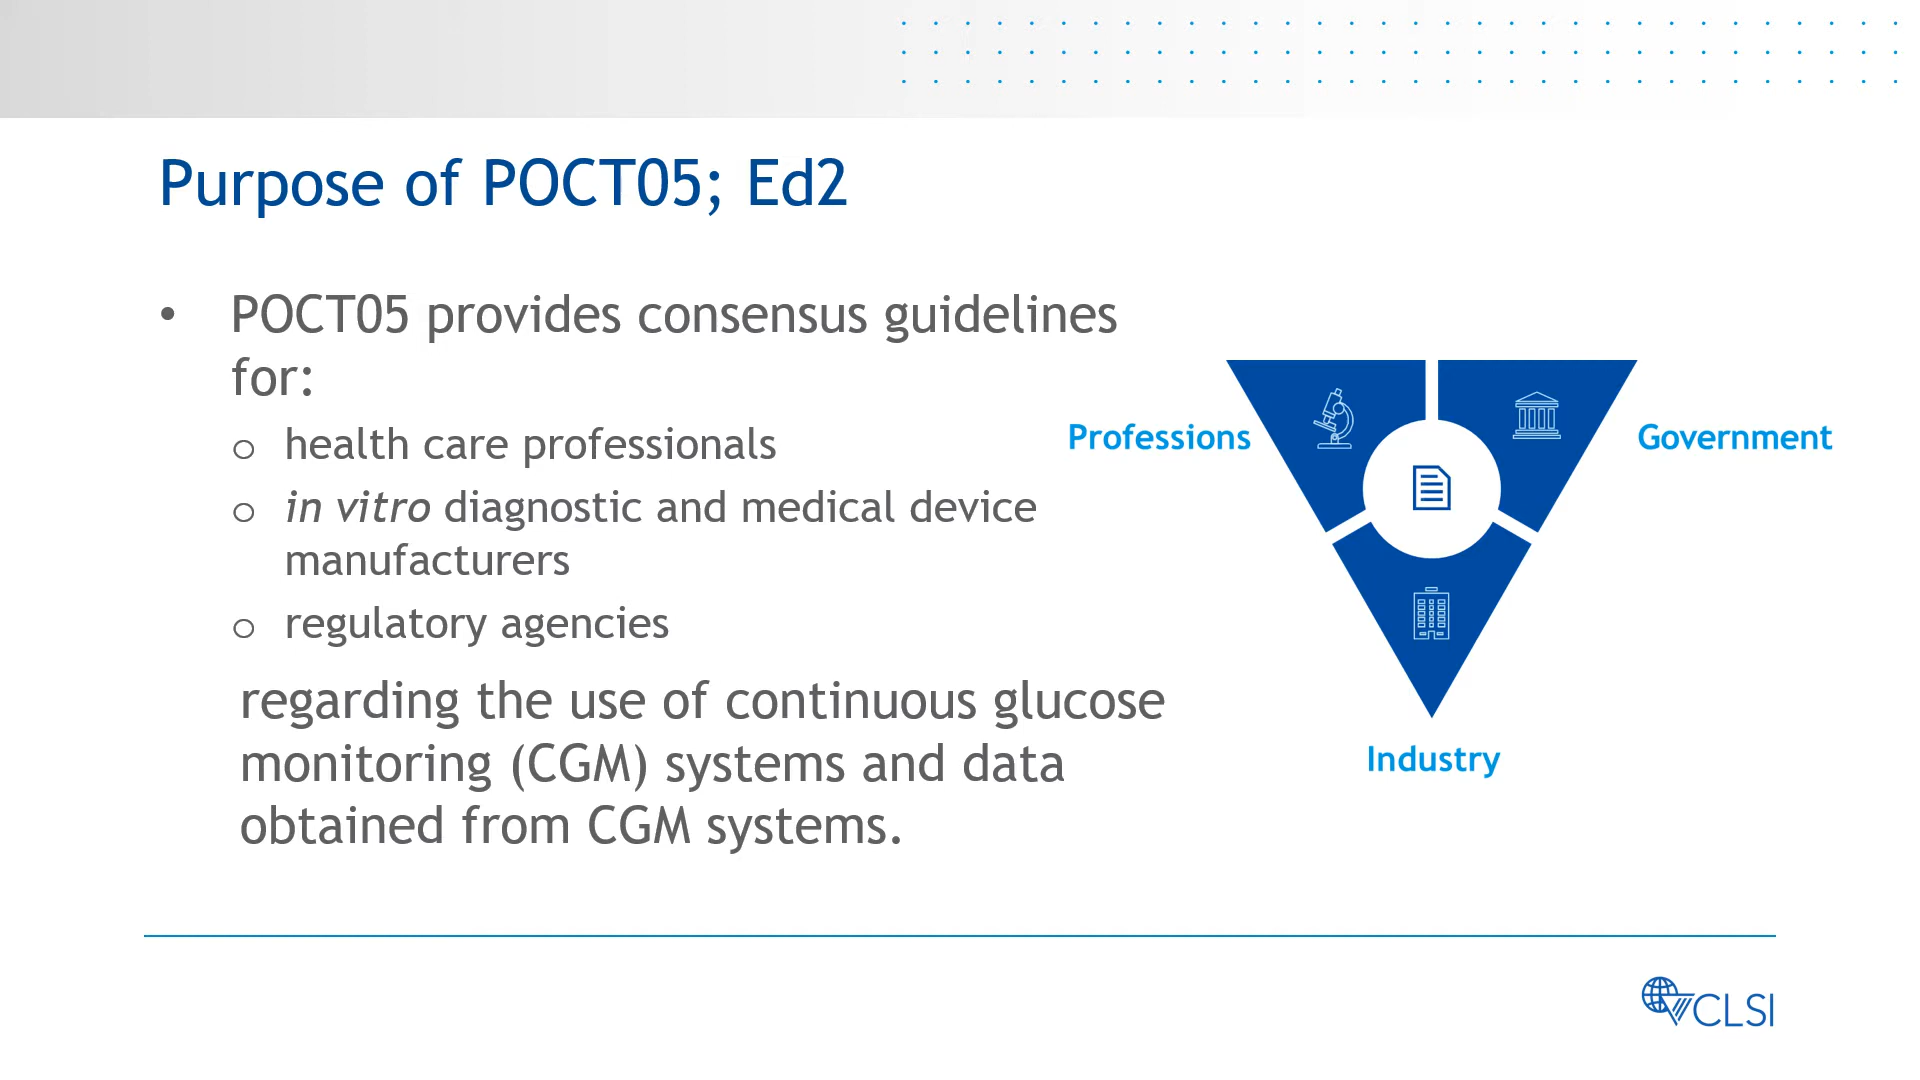 Purpose of POCT05; Ed2
• POCT05 provides consensus guidelines
for:
o health care professionals
o in vitro diagnostic and medical device
manufacturers
o regulatory agencies
regarding the use of continuous glucose
monitoring (CGM) systems and data
obtained from CGM systems.
Professions
Government
Industry
CLSI